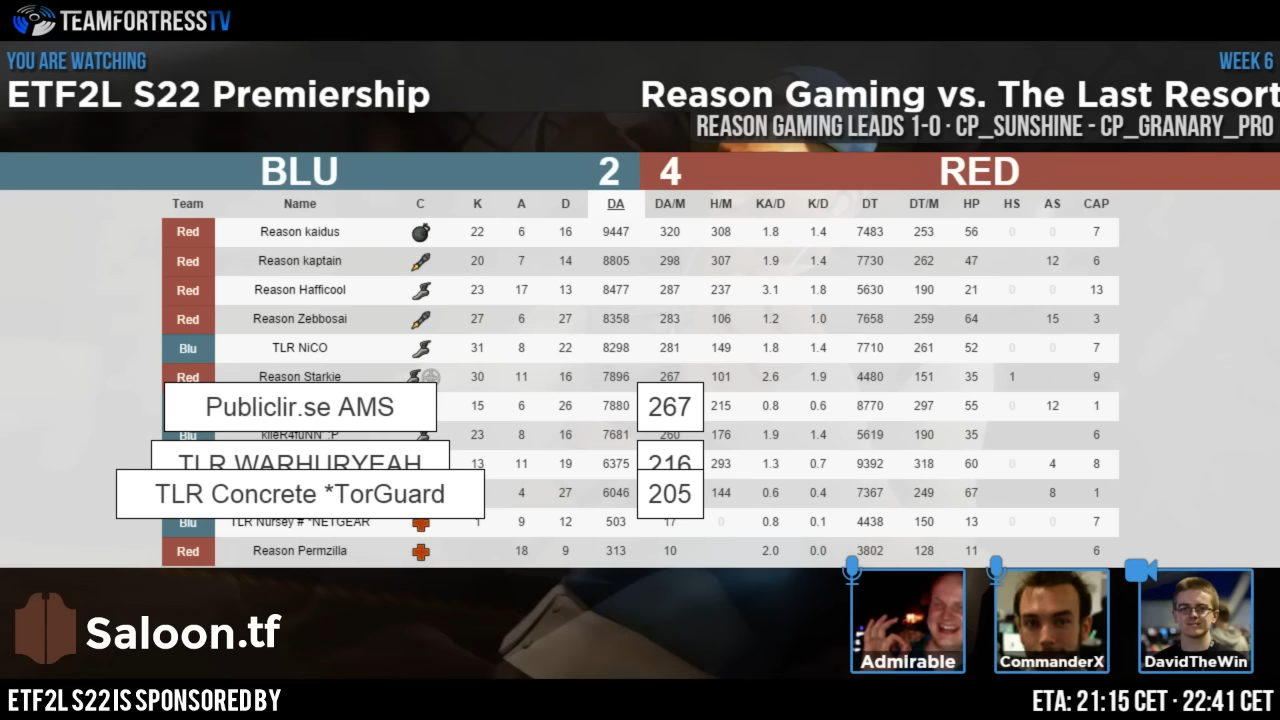 TEAMFORTRESSTV
YOU ARE WATCHING
WEEK 6
ETF2L S22 Premiership
Reason Gaming vs. The Last Resort
REASON GAMING LEADS 1-0 · CP_SUNSHINE - CP_GRANARY_PRO
BLU 2 4 RED
Team Name C K A D DA DA/M H/M KA/D K/D DT DT/M HP HS AS CAP
Red Reason kaidus 22 6 16 9447 320 308 1.8 1.4 7483 253 56 0 0 7
Red Reason kaptain 20 7 14 8805 298 307 1.9 1.4 7730 262 47 12 6
Red Reason Hafficool 23 17 13 8477 287 237 3.1 1.8 5630 190 21 0 0 13
Red Reason Zebbosai 27 6 27 8358 283 106 1.2 1.0 7658 259 64 15 3
Blu TLR NiCO 31 8 22 8298 281 149 1.8 1.4 7710 261 52 0 0 7
Red Reason Starkie 30 11 16 7896 267 101 2.6 1.9 4480 151 35 1 9
Publiclir.se AMS 15 6 26 7880 267 215 0.8 0.6 8770 297 55 0 12 1
Blu 23 8 16 7681 260 176 1.9 1.4 5619 190 35 6
TLR WARHURYEAH 13 11 19 6375 216 293 1.3 0.7 9392 318 60 0 4 8
TLR Concrete *TorGuard 4 27 6046 205 144 0.6 0.4 7367 249 67 8 1
Blu TLR Nursey # *NETGEAR 1 9 12 503 17 0 0.8 0.1 4438 150 13 0 0 7
Red Reason Permzilla 18 9 313 10 2.0 0.0 3802 128 11 6
Saloon.tf
Admirable
CommanderX
DavidTheWin
ETF2L S22 IS SPONSORED BY
ETA: 21:15 CET · 22:41 CET